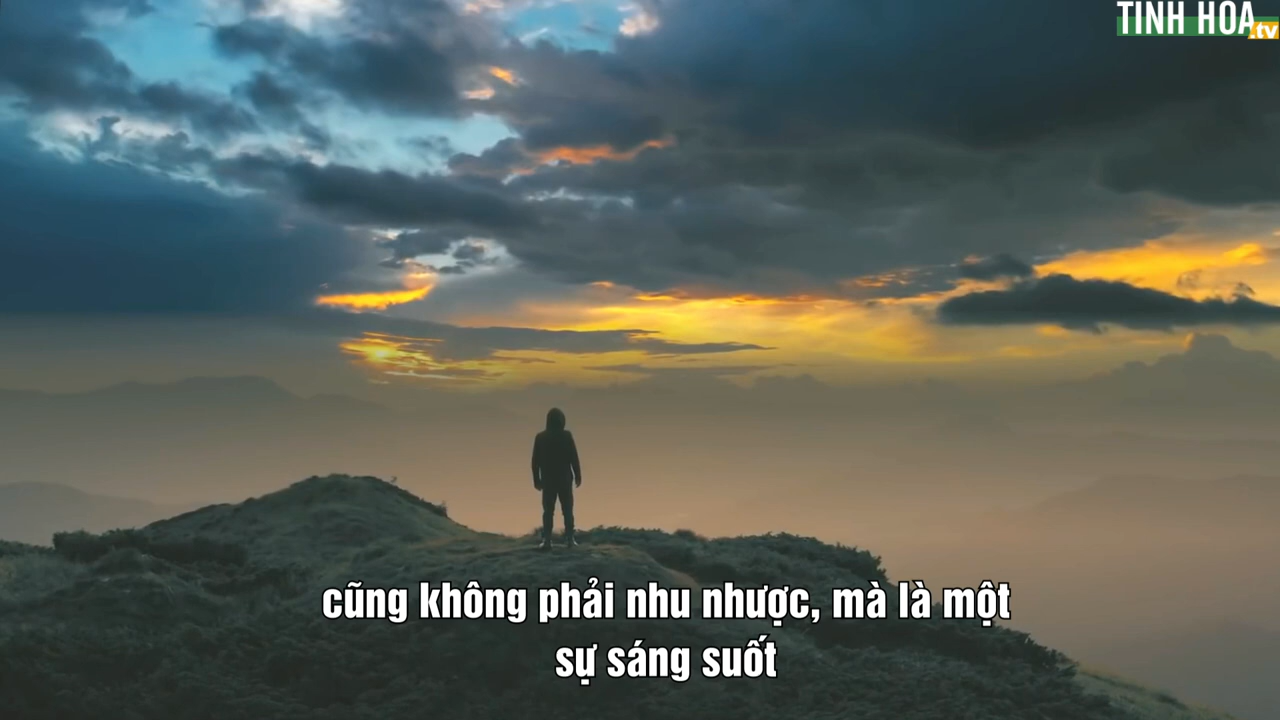 TINH HOA
.tv
cũng không phải nhu nhược, mà là một
sự sáng suốt